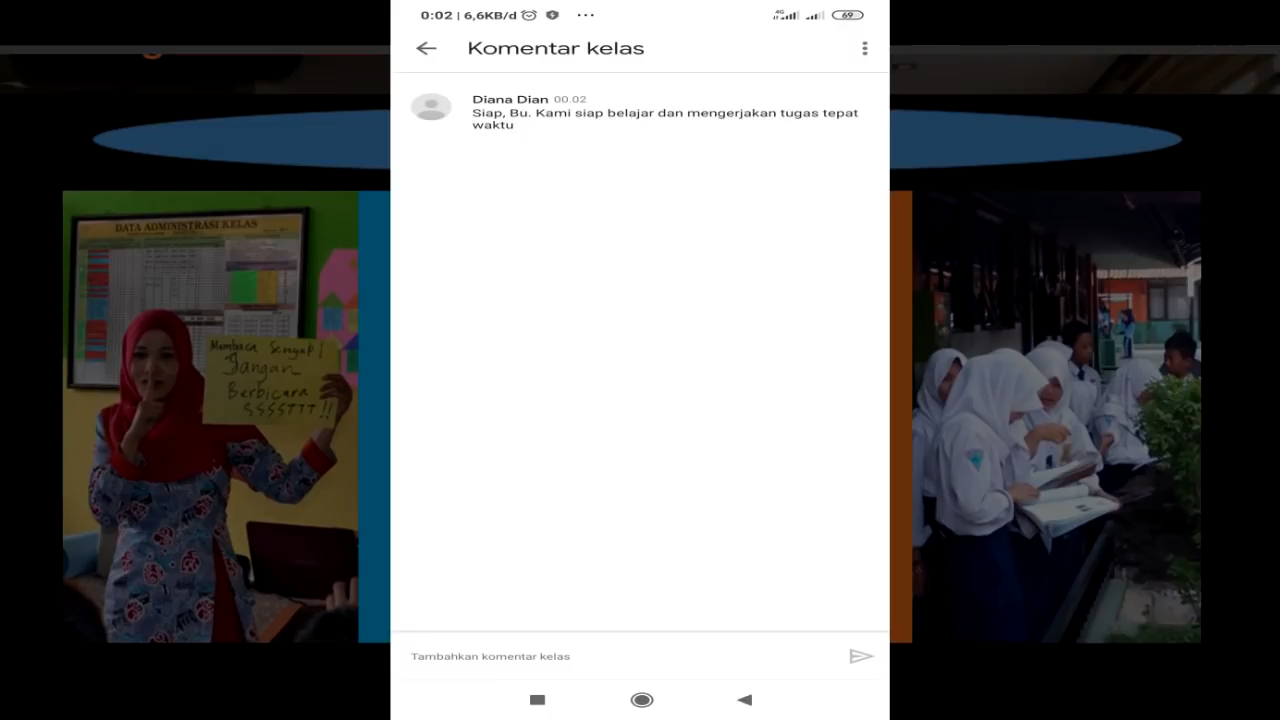 0:02 | 6,6KB/d
4G
69
Komentar kelas
Diana Dian 00.02
Siap, Bu. Kami siap belajar dan mengerjakan tugas tepat
waktu
Tambahkan komentar kelas
DATA ADMINISTRASI KELAS
Membaca Senyap!
Jangan
Berbicara
SSSSTTT!!